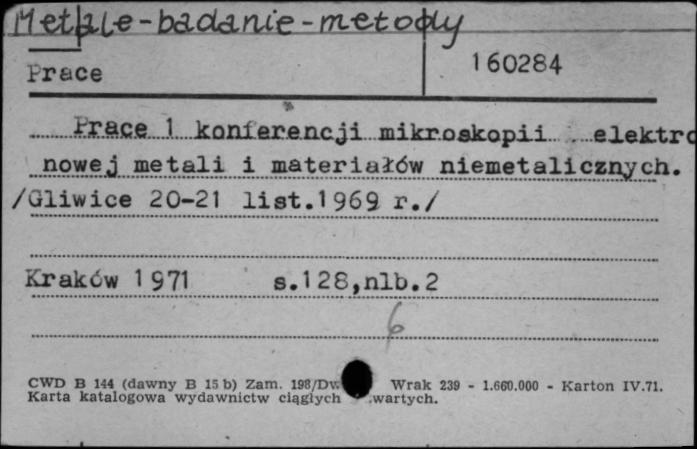 Metale-badanie-metody
Prace
160284
Prace 1 konferencji mikroskopii elektro
nowej metali i materiałów niemetalicznych.
/Gliwice 20-21 list.1969 r./
Kraków 1971 s.128,nlb.2
6
CWD B 144 (dawny B 15 b) Zam. 198/Dw. Wrak 239 - 1.660.000 - Karton IV.71.
Karta katalogowa wydawnictw ciągłych .wartych.